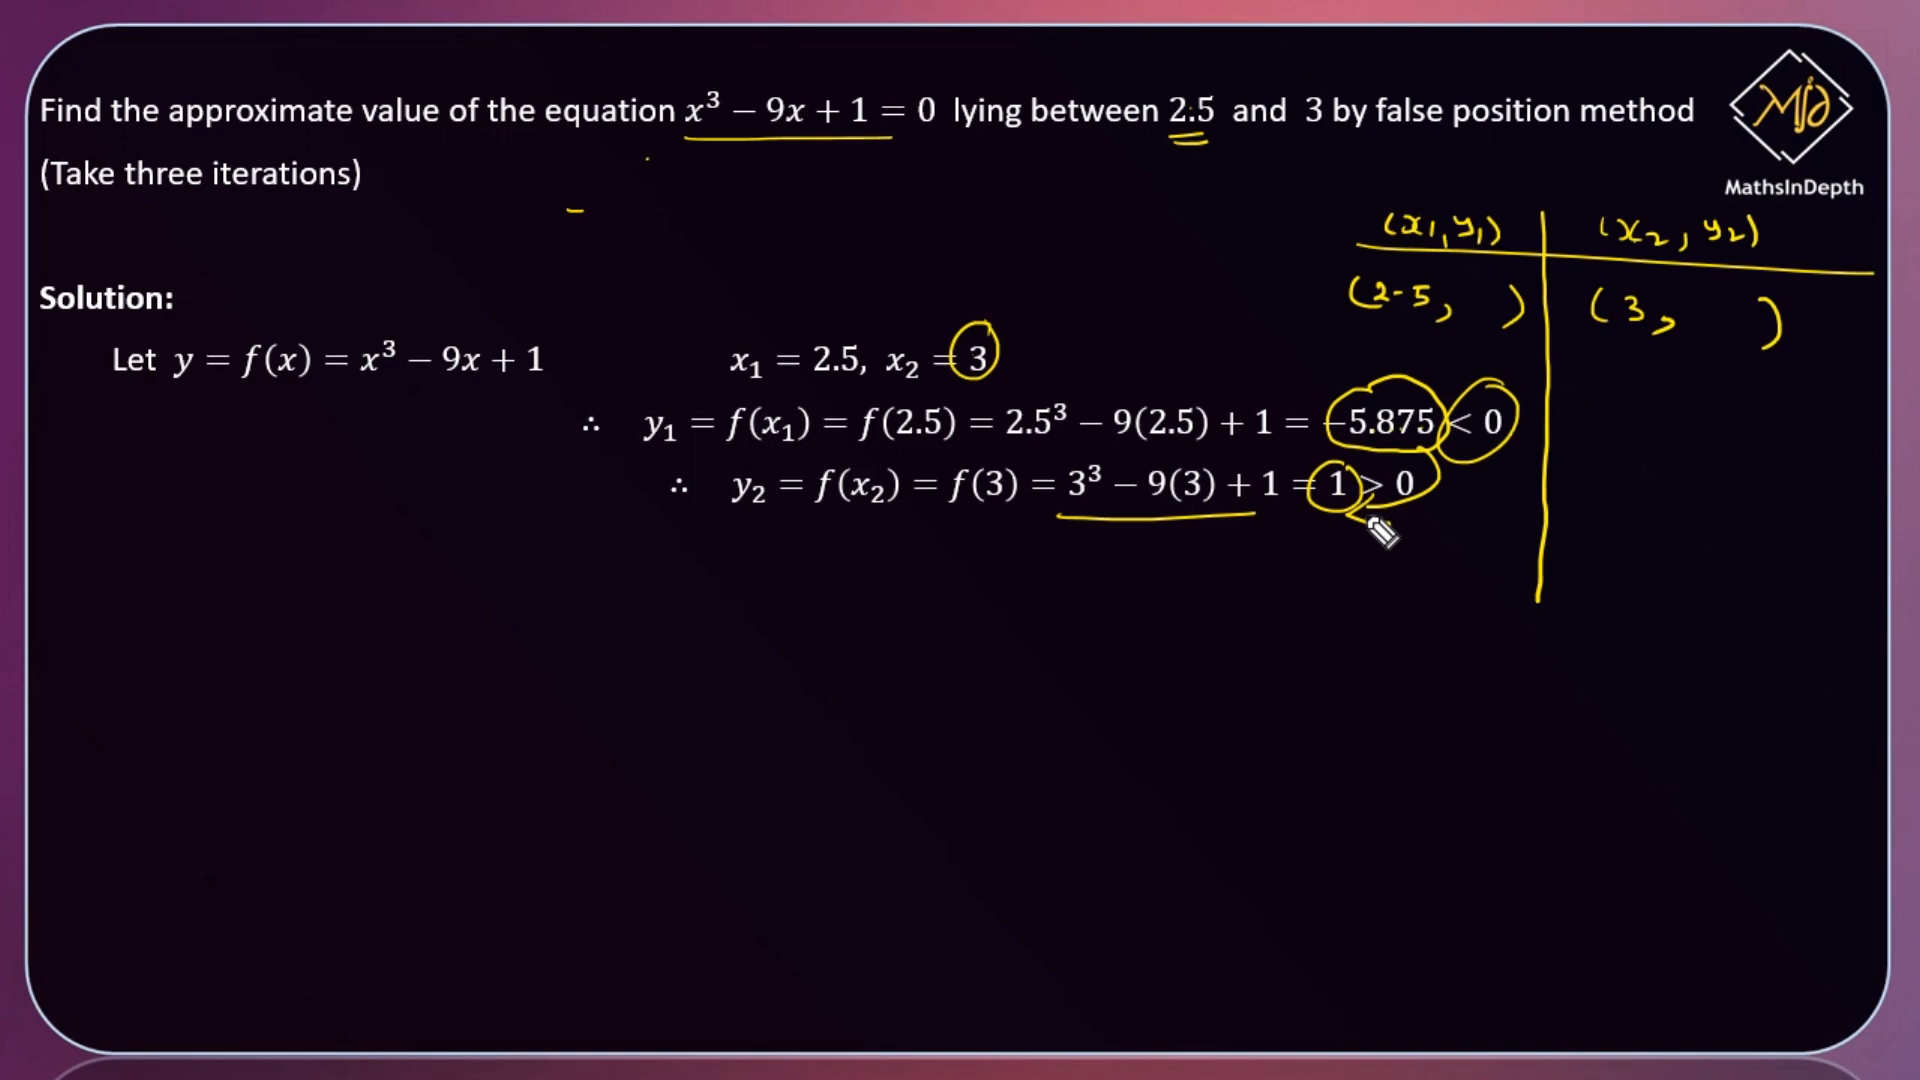 Find the approximate value of the equation x³ − 9x + 1 = 0 lying between 2.5 and 3 by false position method
(Take three iterations)
MathsInDepth
(x₁, y₁) (x₂, y₂)
(2-5, ) (3, )
Solution:
Let y = f(x) = x³ − 9x + 1 x₁ = 2.5, x₂ = 3
∴ y₁ = f(x₁) = f(2.5) = 2.5³ − 9(2.5) + 1 = −5.875 < 0
∴ y₂ = f(x₂) = f(3) = 3³ − 9(3) + 1 = 1 > 0